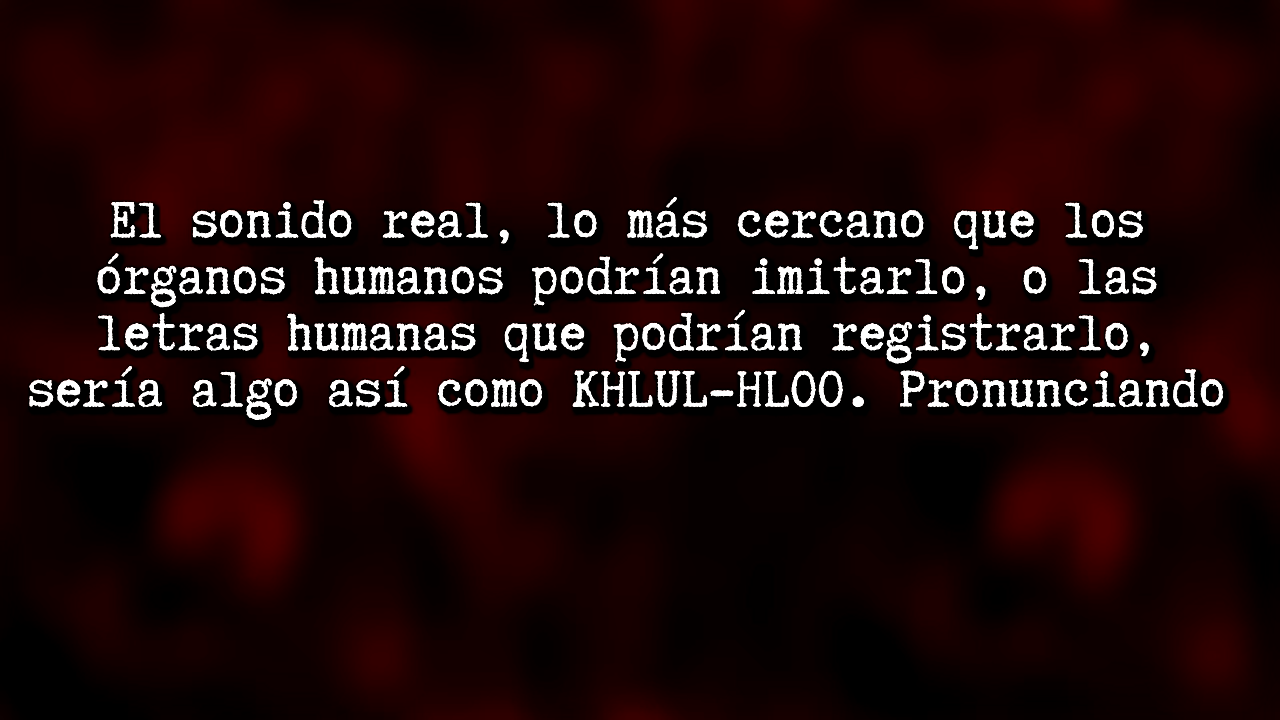 El sonido real, lo más cercano que los
órganos humanos podrían imitarlo, o las
letras humanas que podrían registrarlo,
sería algo así como KHLUL-HLOO. Pronunciando